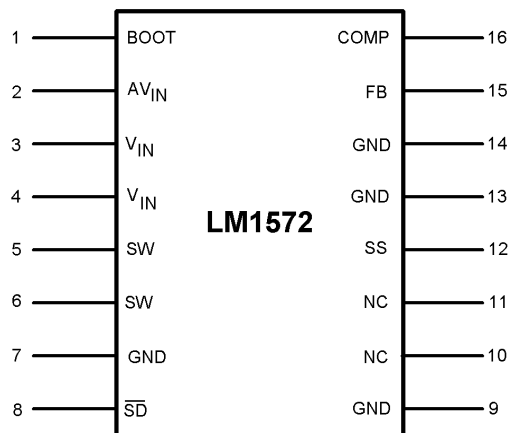 1 BOOT COMP 16
2 AVIN FB 15
3 VIN GND 14
4 VIN GND 13
LM1572
5 SW SS 12
6 SW NC 11
7 GND NC 10
8 S̅D̅ GND 9